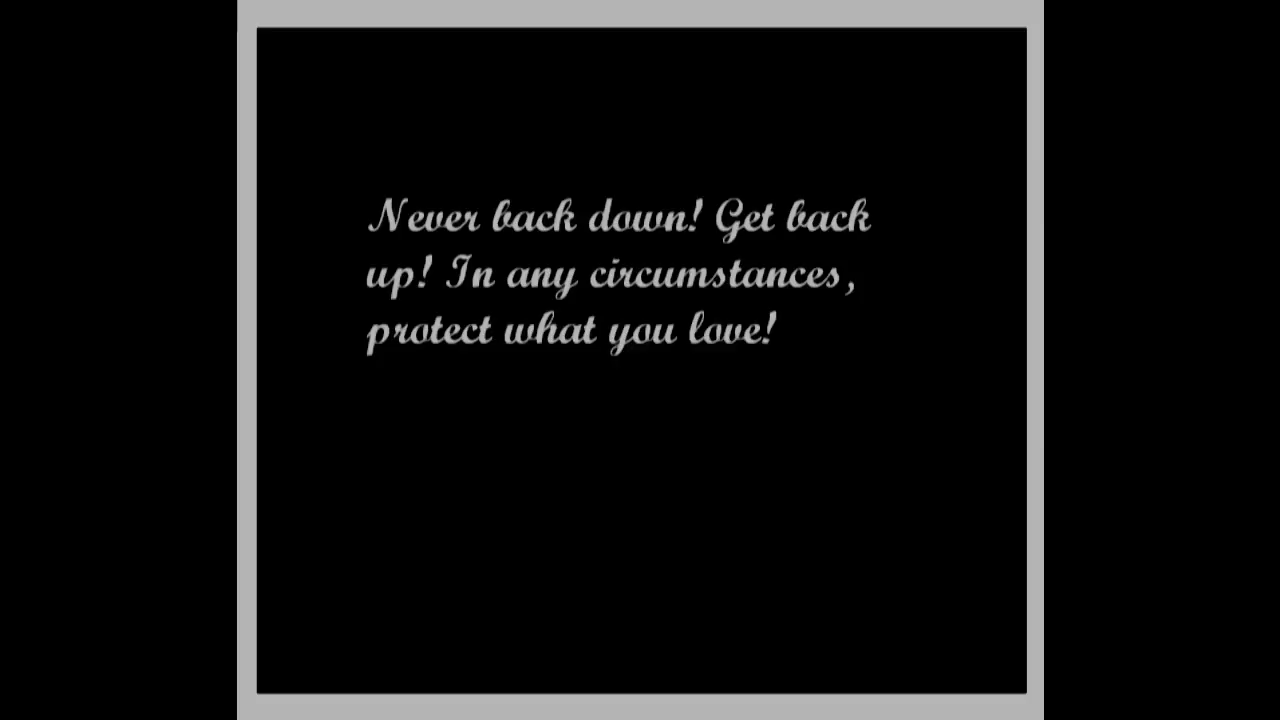 Never back down! Get back
up! In any circumstances,
protect what you love!